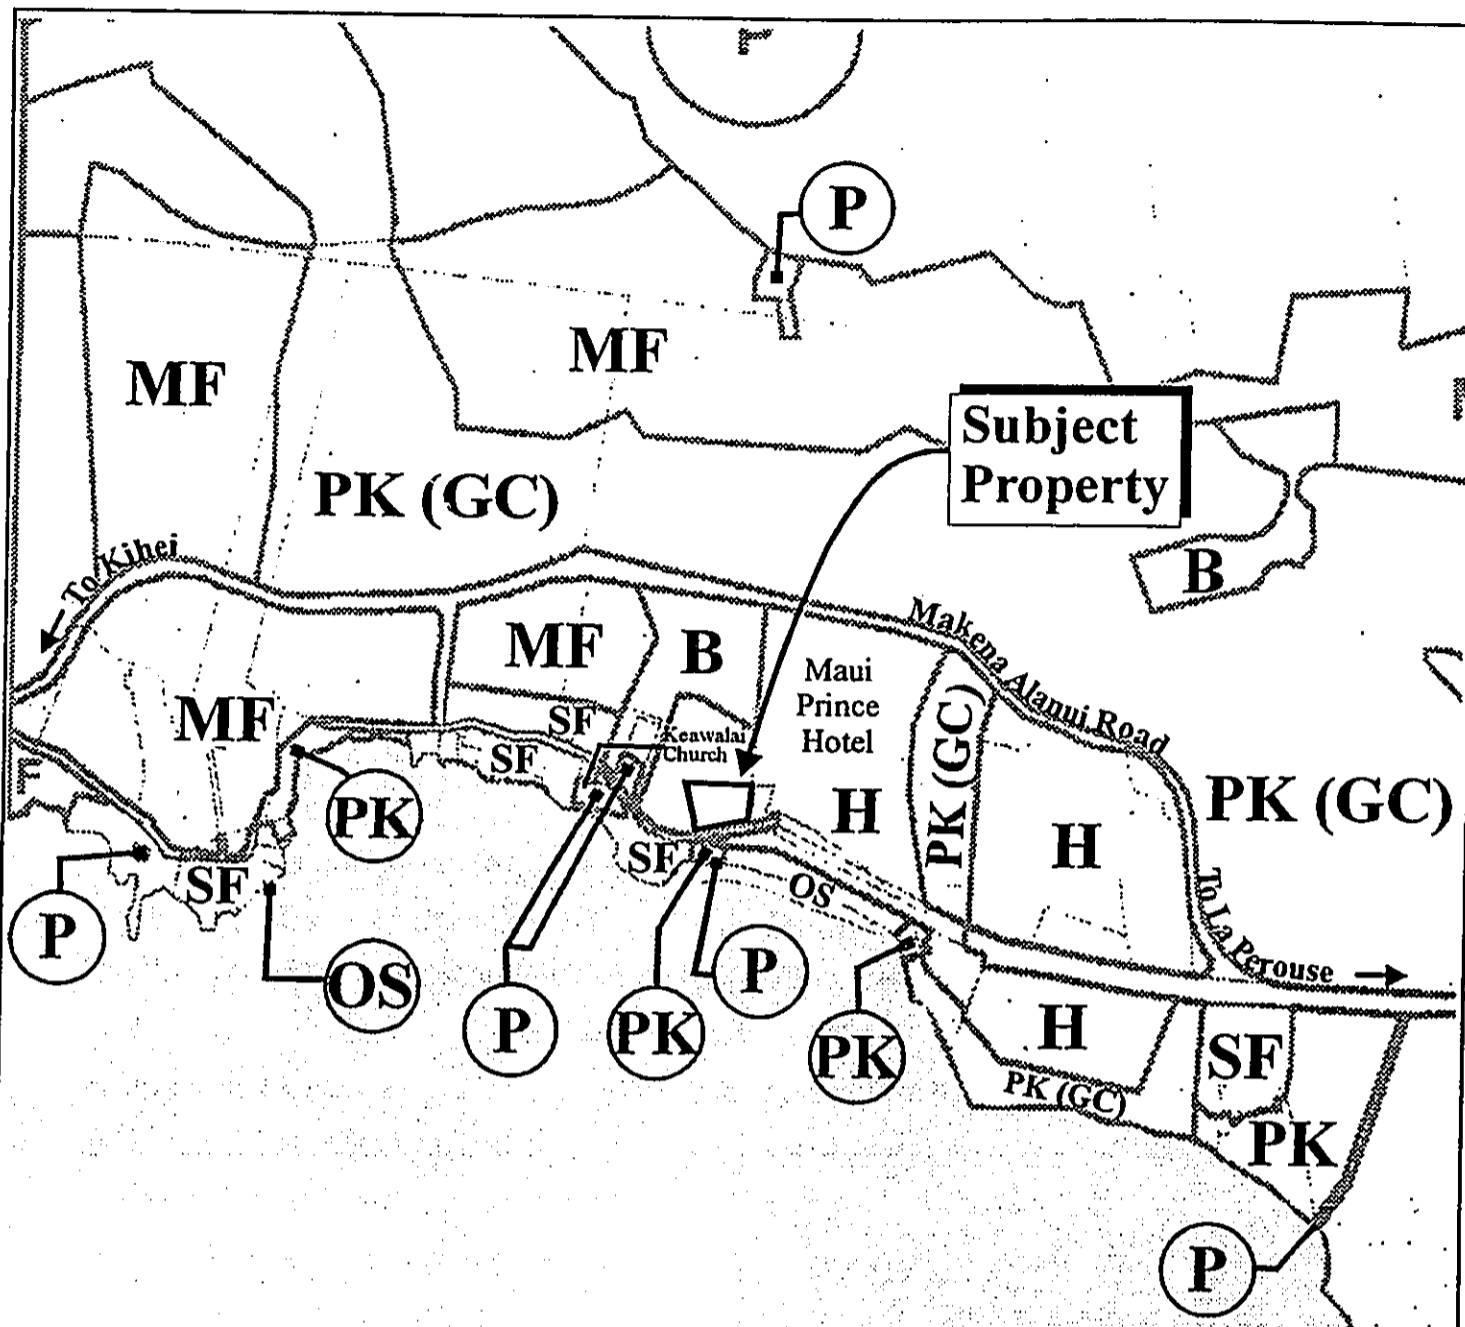 P
P
MF
MF
Subject
Property
PK (GC)
To Kihei
B
Makena Alanui Road
MF
B
Maui
Prince
Hotel
PK (GC)
MF
SF
Keawalai
Church
SF
H
PK (GC)
H
PK
SF
SF
OS
To La Perouse
P
OS
P
PK
P
PK
H
SF
PK (GC)
PK
P